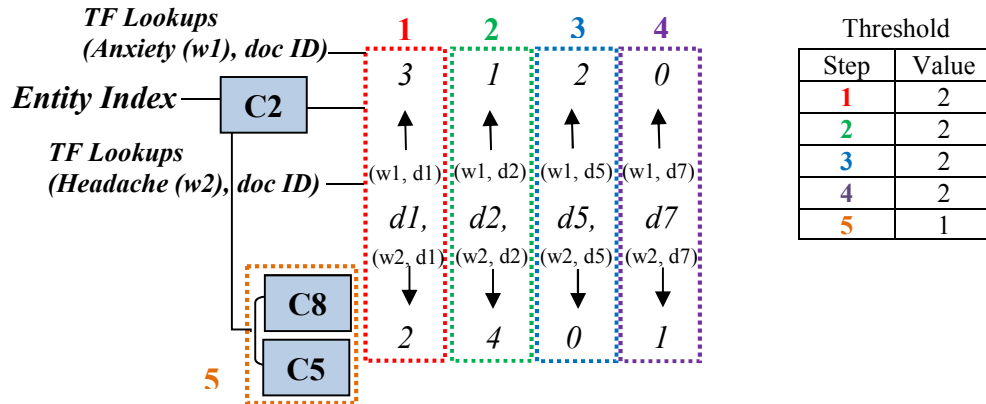 TF Lookups
(Anxiety (w1), doc ID)
1 2 3 4
3 1 2 0
Entity Index
C2
TF Lookups
(Headache (w2), doc ID)
(w1, d1) (w1, d2) (w1, d5) (w1, d7)
d1, d2, d5, d7
(w2, d1) (w2, d2) (w2, d5) (w2, d7)
C8
2 4 0 1
C5
5
Threshold
Step Value
1 2
2 2
3 2
4 2
5 1